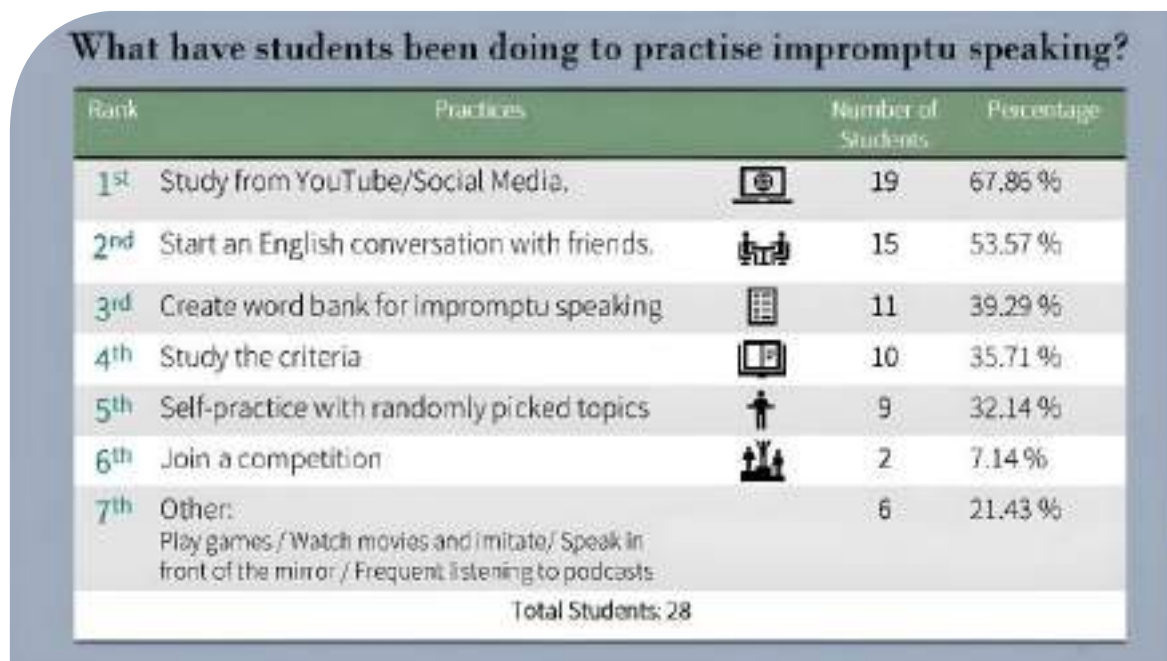 What have students been doing to practise impromptu speaking?
Rank Practices Number of Students Percentage
1st Study from YouTube/Social Media. 19 67.86 %
2nd Start an English conversation with friends. 15 53.57 %
3rd Create word bank for impromptu speaking 11 39.29 %
4th Study the criteria 10 35.71 %
5th Self-practice with randomly picked topics 9 32.14 %
6th Join a competition 2 7.14 %
7th Other: 6 21.43 %
Play games / Watch movies and imitate/ Speak in
front of the mirror / Frequent listening to podcasts
Total Students: 28